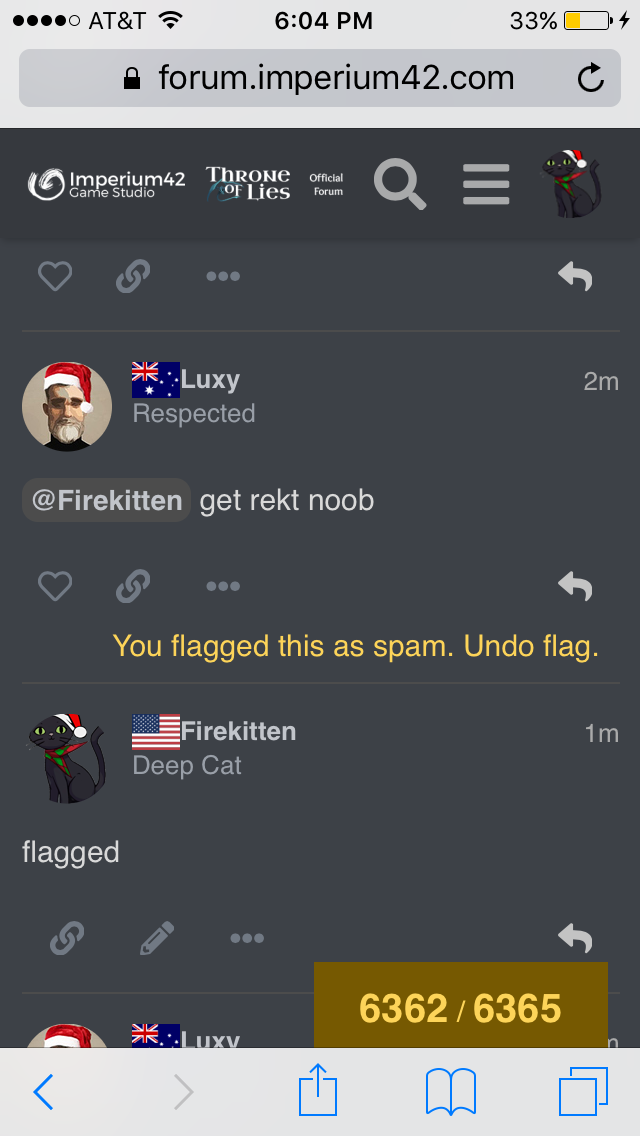 AT&T 6:04 PM 33%
forum.imperium42.com
Imperium42
Game Studio
THRONE
OF LIES
Official
Forum
Luxy 2m
Respected
@Firekitten get rekt noob
You flagged this as spam. Undo flag.
Firekitten 1m
Deep Cat
flagged
6362 / 6365
Luxy